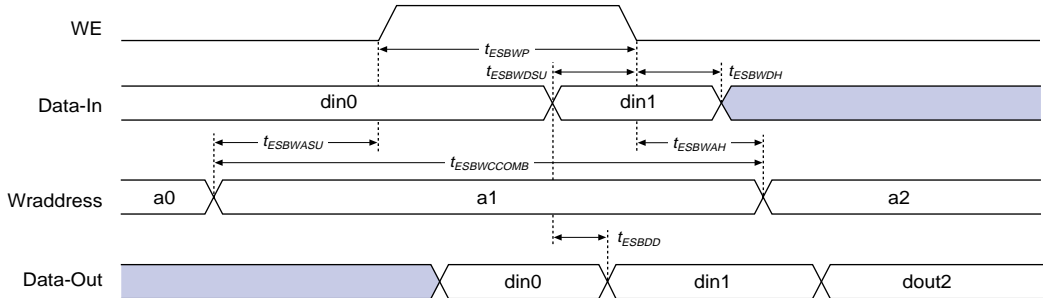 WE
tESBWP
tESBWDSU
tESBWDH
Data-In
din0
din1
tESBWASU
tESBWAH
tESBWCCOMB
Wraddress
a0
a1
a2
tESBDD
Data-Out
din0
din1
dout2